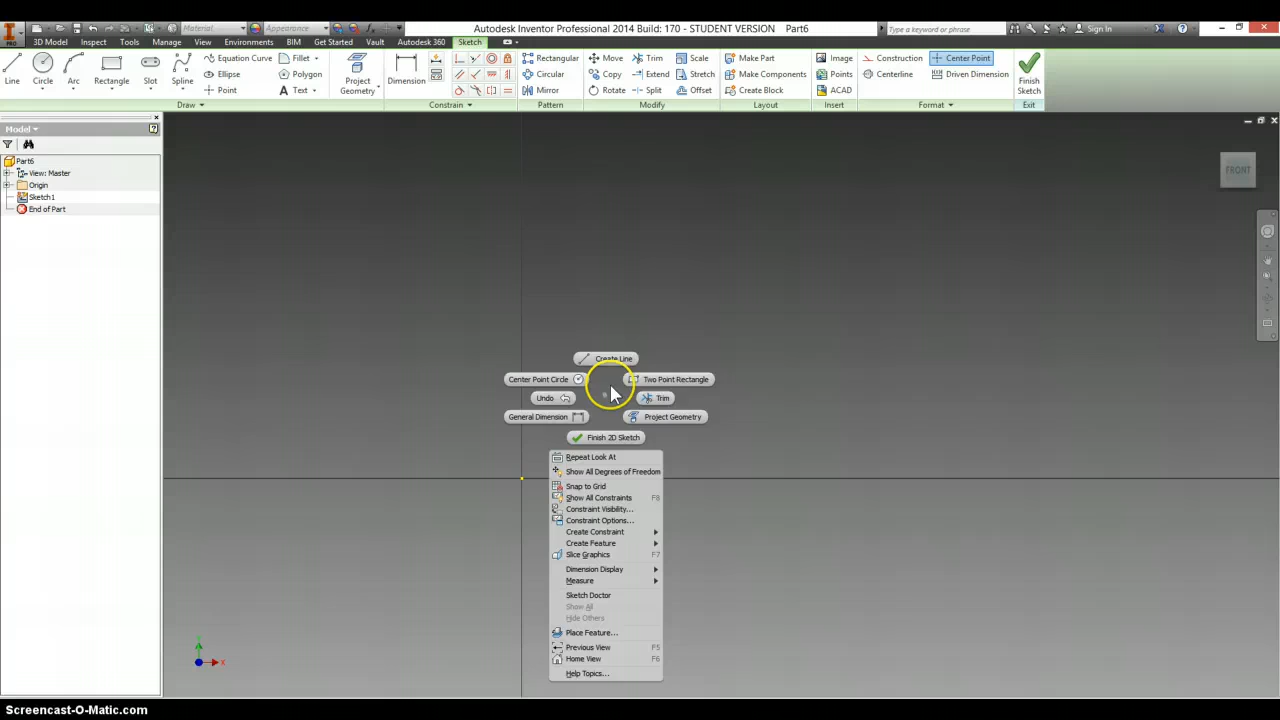 Material
Appearance
Autodesk Inventor Professional 2014 Build: 170 - STUDENT VERSION Part6
Type a keyword or phrase
Sign In
PRO
3D Model Inspect Tools Manage View Environments BIM Get Started Vault Autodesk 360 Sketch
Line
Circle
Arc
Rectangle
Slot
Spline
Equation Curve
Ellipse
Point
Fillet
Polygon
Text
Project
Geometry
Dimension
Rectangular
Circular
Mirror
Move
Copy
Rotate
Trim
Extend
Split
Scale
Stretch
Offset
Make Part
Make Components
Create Block
Image
Points
ACAD
Construction
Centerline
Center Point
Driven Dimension
Finish
Sketch
Draw
Constrain
Pattern
Modify
Layout
Insert
Format
Exit
Model
Part6
View: Master
Origin
Sketch1
End of Part
FRONT
Create Line
Center Point Circle
Two Point Rectangle
Undo
Trim
General Dimension
Project Geometry
Finish 2D Sketch
Repeat Look At
Show All Degrees of Freedom
Snap to Grid
Show All Constraints F8
Constraint Visibility...
Constraint Options...
Create Constraint
Create Feature
Slice Graphics F7
Dimension Display
Measure
Sketch Doctor
Show All
Hide Others
Place Feature...
Previous View F5
Home View F6
Help Topics...
X
Screencast-O-Matic.com